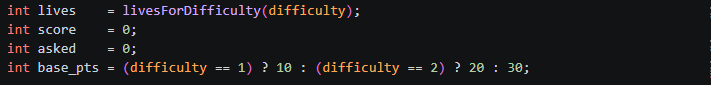 int lives    = livesForDifficulty(difficulty);
int score    = 0;
int asked    = 0;
int base_pts = (difficulty == 1) ? 10 : (difficulty == 2) ? 20 : 30;